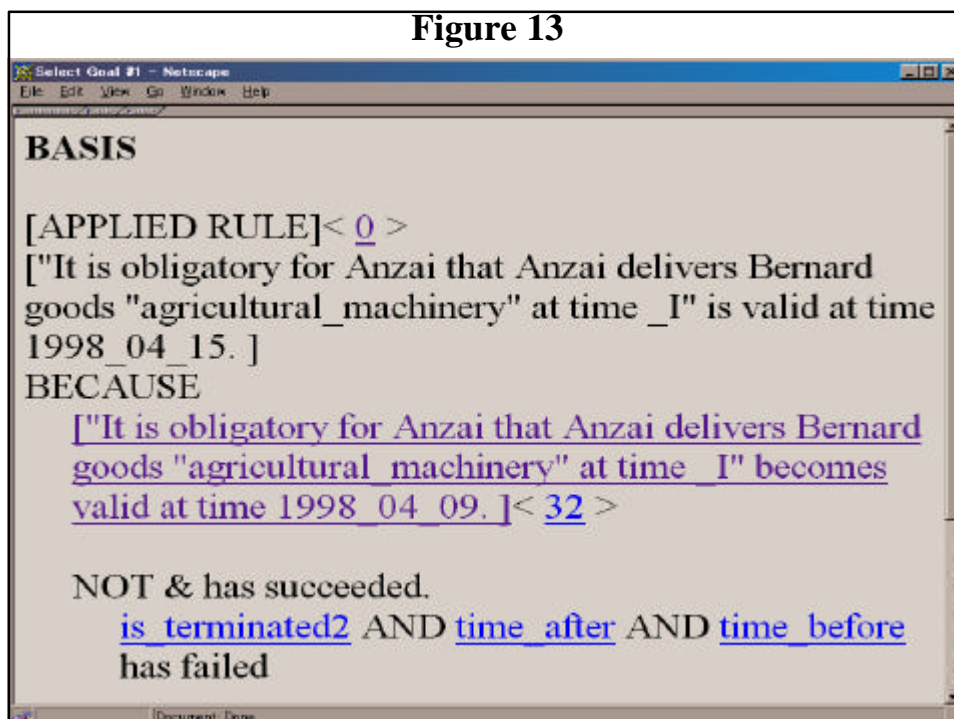 Figure 13
Select Goal #1 - Netscape
File Edit View Go Window Help
BASIS
[APPLIED RULE]< 0 >
["It is obligatory for Anzai that Anzai delivers Bernard
goods "agricultural_machinery" at time _I" is valid at time
1998_04_15. ]
BECAUSE
["It is obligatory for Anzai that Anzai delivers Bernard
goods "agricultural_machinery" at time _I" becomes
valid at time 1998_04_09. ]< 32 >
NOT & has succeeded.
is_terminated2 AND time_after AND time_before
has failed
Document: Done